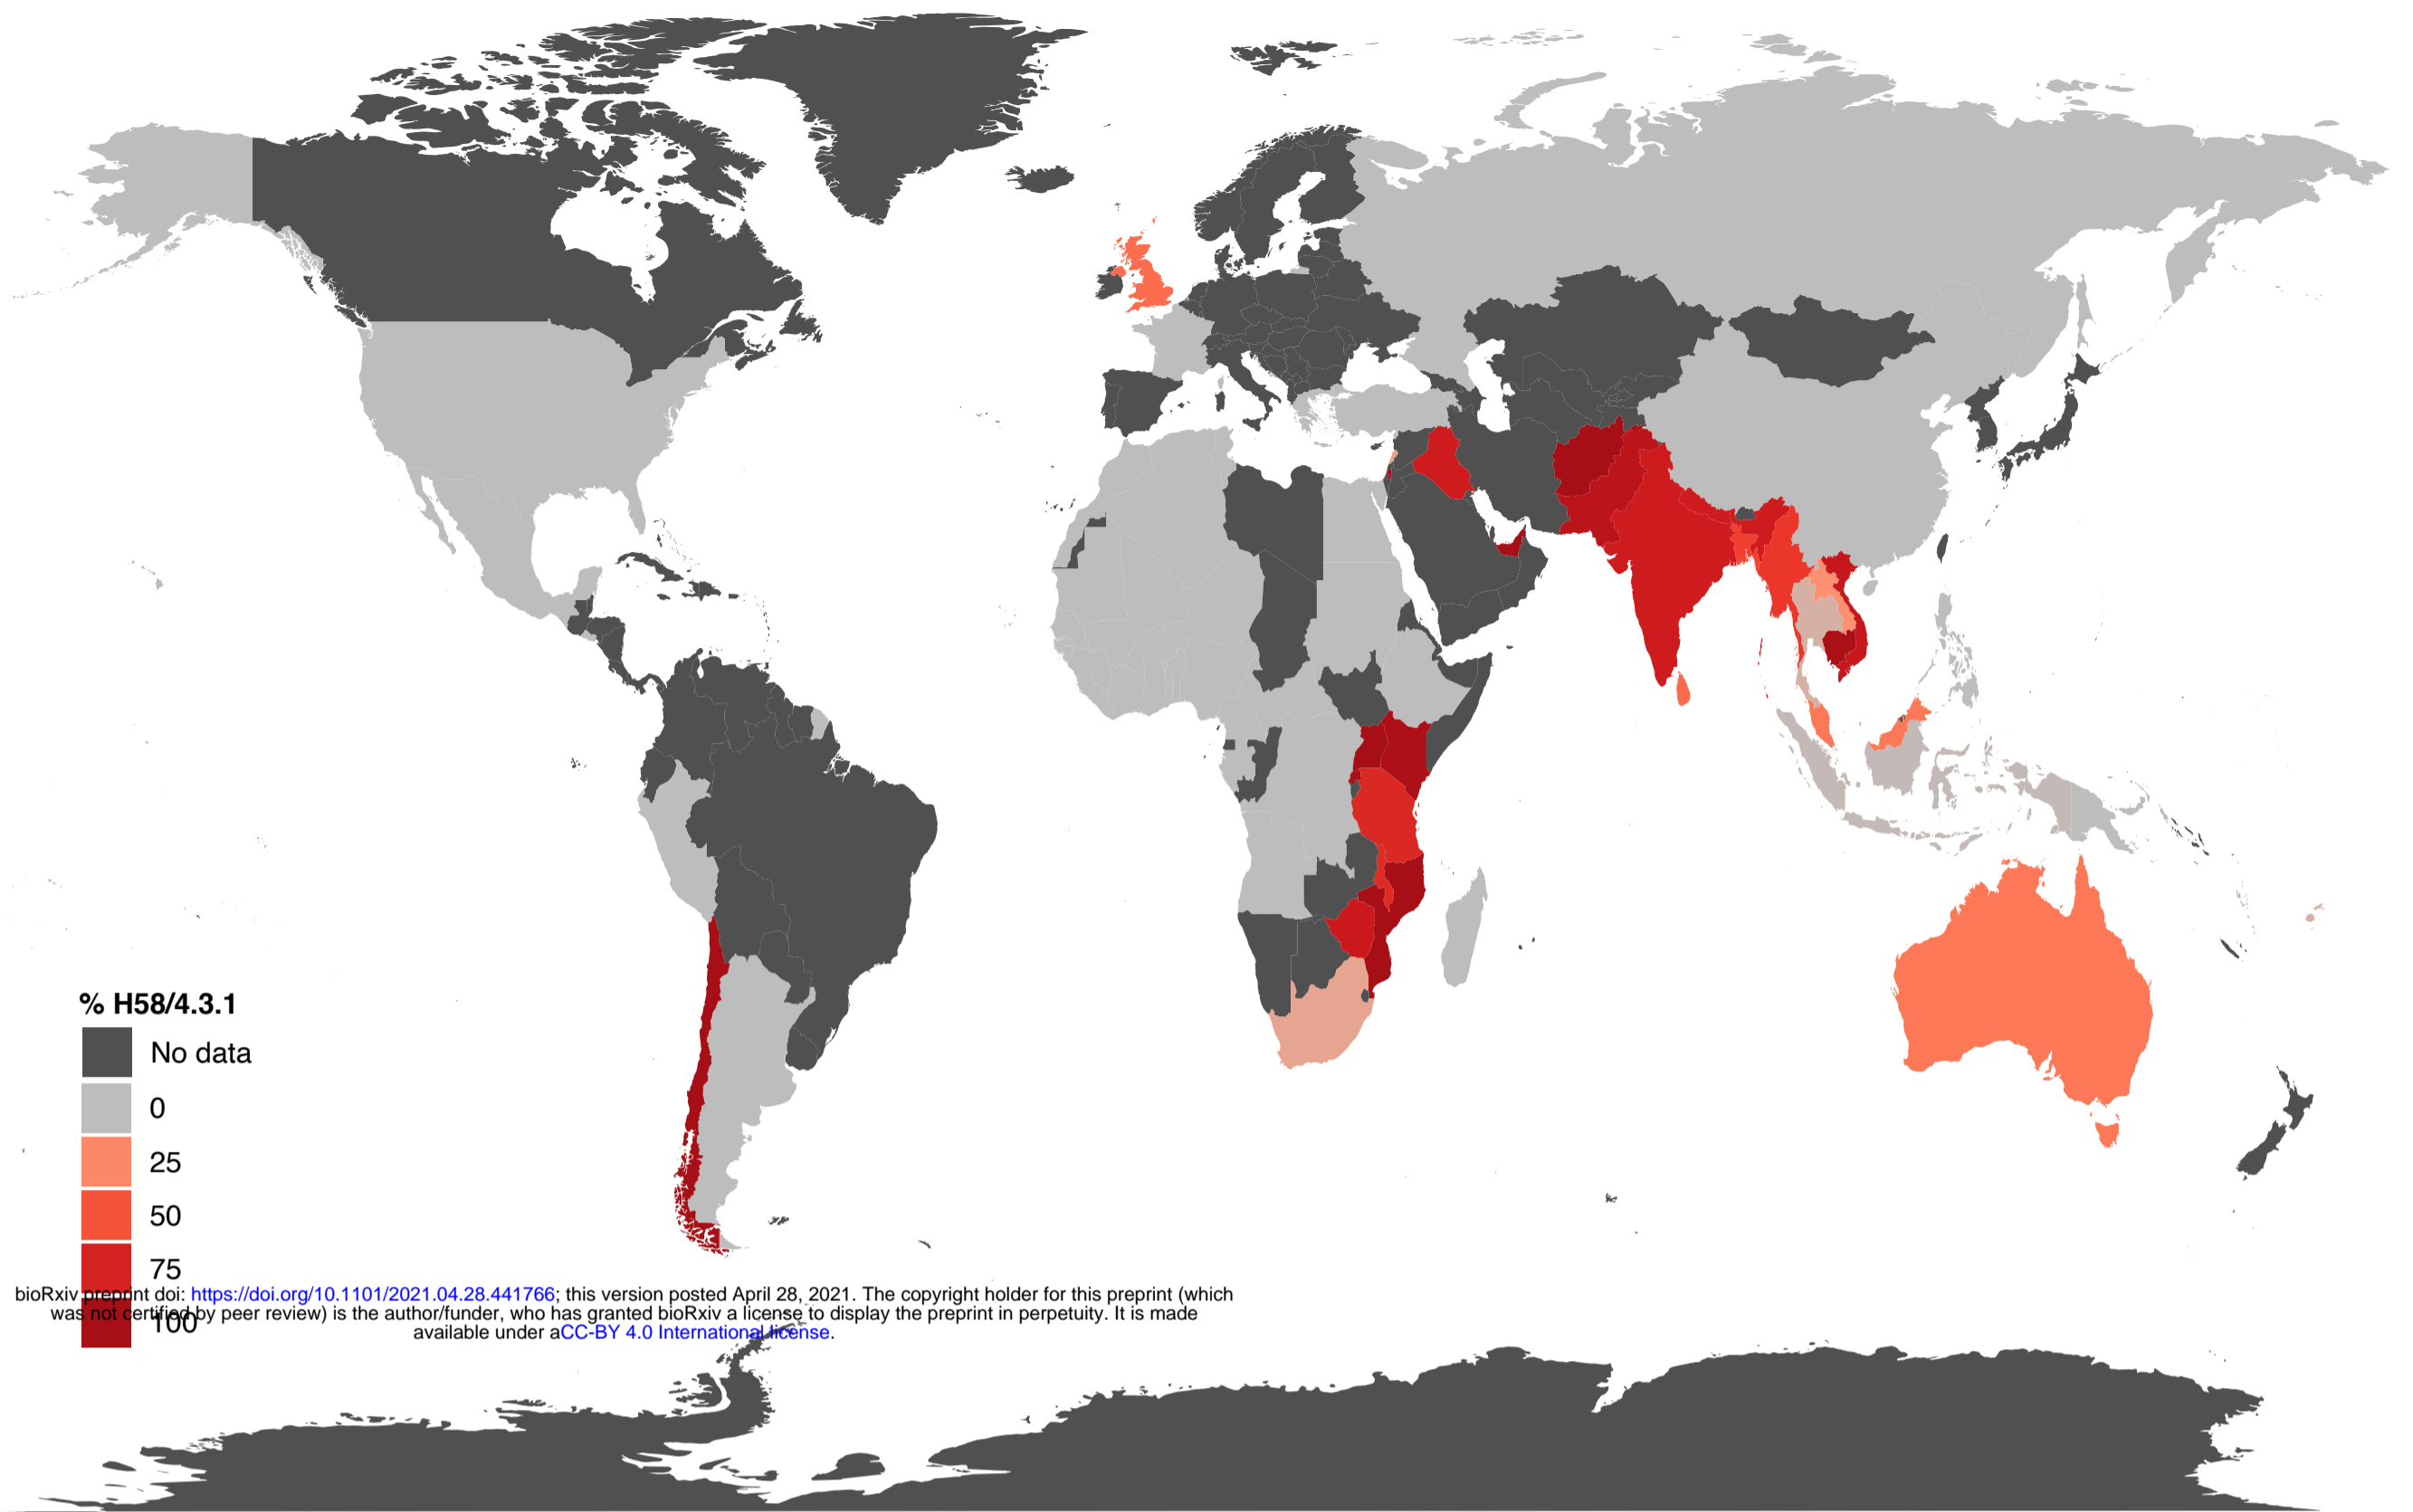 % H58/4.3.1
No data
0
25
50
75
100
bioRxiv preprint doi: https://doi.org/10.1101/2021.04.28.441766; this version posted April 28, 2021. The copyright holder for this preprint (which
was not certified by peer review) is the author/funder, who has granted bioRxiv a license to display the preprint in perpetuity. It is made
available under aCC-BY 4.0 International license.